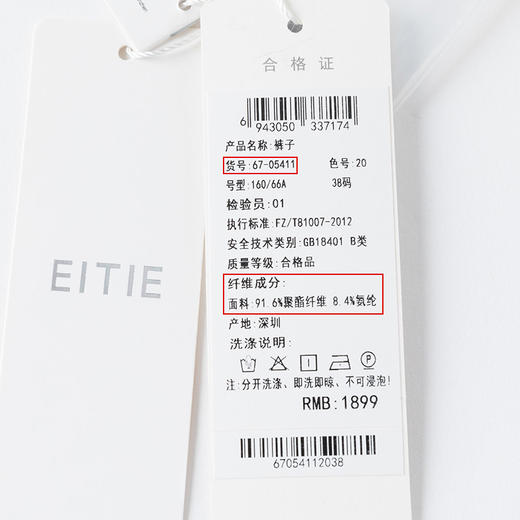 EITIE
合格证
6 943050 337174
产品名称:裤子
货号:67-05411 色号:20
号型:160/66A 38码
检验员:01
执行标准:FZ/T81007-2012
安全技术类别:GB18401 B类
质量等级:合格品
纤维成分:
面料:91.6%聚酯纤维 8.4%氨纶
产地:深圳
洗涤说明:
注:分开洗涤、即洗即晾、不可浸泡!
RMB:1899
67054112038